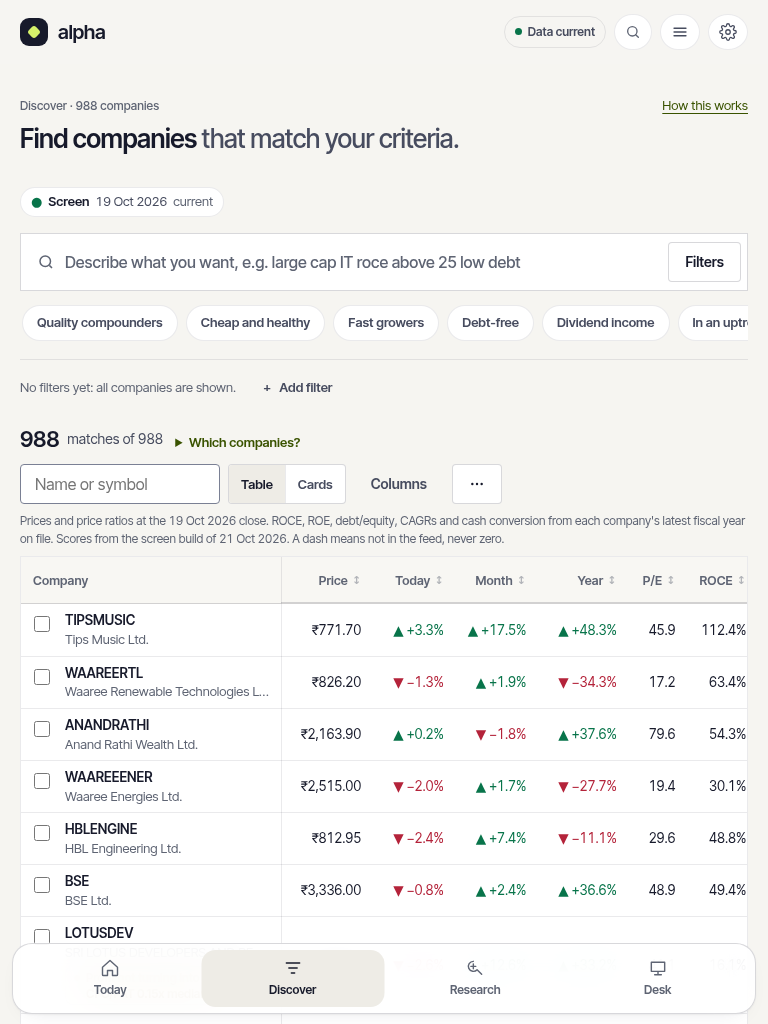 alpha
Data current
Discover · 988 companies
How this works
Find companies that match your criteria.
Screen 19 Oct 2026 current
Describe what you want, e.g. large cap IT roce above 25 low debt
Filters
Quality compounders
Cheap and healthy
Fast growers
Debt-free
Dividend income
In an uptr
No filters yet: all companies are shown.
+ Add filter
988 matches of 988
▶ Which companies?
Name or symbol
Table
Cards
Columns
...
Prices and price ratios at the 19 Oct 2026 close. ROCE, ROE, debt/equity, CAGRs and cash conversion from each company's latest fiscal year
on file. Scores from the screen build of 21 Oct 2026. A dash means not in the feed, never zero.
Company Price ↕ Today ↕ Month ↕ Year ↕ P/E ↕ ROCE ↕
TIPSMUSIC
Tips Music Ltd.
₹771.70 ▲ +3.3% ▲ +17.5% ▲ +48.3% 45.9 112.4%
WAAREERTL
Waaree Renewable Technologies L...
₹826.20 ▼ −1.3% ▲ +1.9% ▼ −34.3% 17.2 63.4%
ANANDRATHI
Anand Rathi Wealth Ltd.
₹2,163.90 ▲ +0.2% ▼ −1.8% ▲ +37.6% 79.6 54.3%
WAAREEENER
Waaree Energies Ltd.
₹2,515.00 ▼ −2.0% ▲ +1.7% ▼ −27.7% 19.4 30.1%
HBLENGINE
HBL Engineering Ltd.
₹812.95 ▼ −2.4% ▲ +7.4% ▼ −11.1% 29.6 48.8%
BSE
BSE Ltd.
₹3,336.00 ▼ −0.8% ▲ +2.4% ▲ +36.6% 48.9 49.4%
LOTUSDEV
Today
Discover
Research
Desk